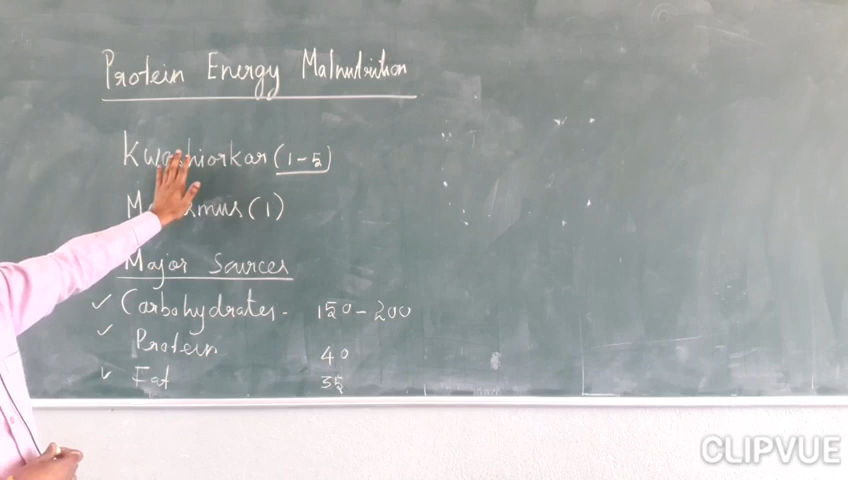 Protein Energy Malnutrition
Kwashiorkar (1-5)
Marasmus (1)
Major Sources
✓ Carbohydrates - 150-200
✓ Protein 40
✓ Fat 35
CLIPVUE